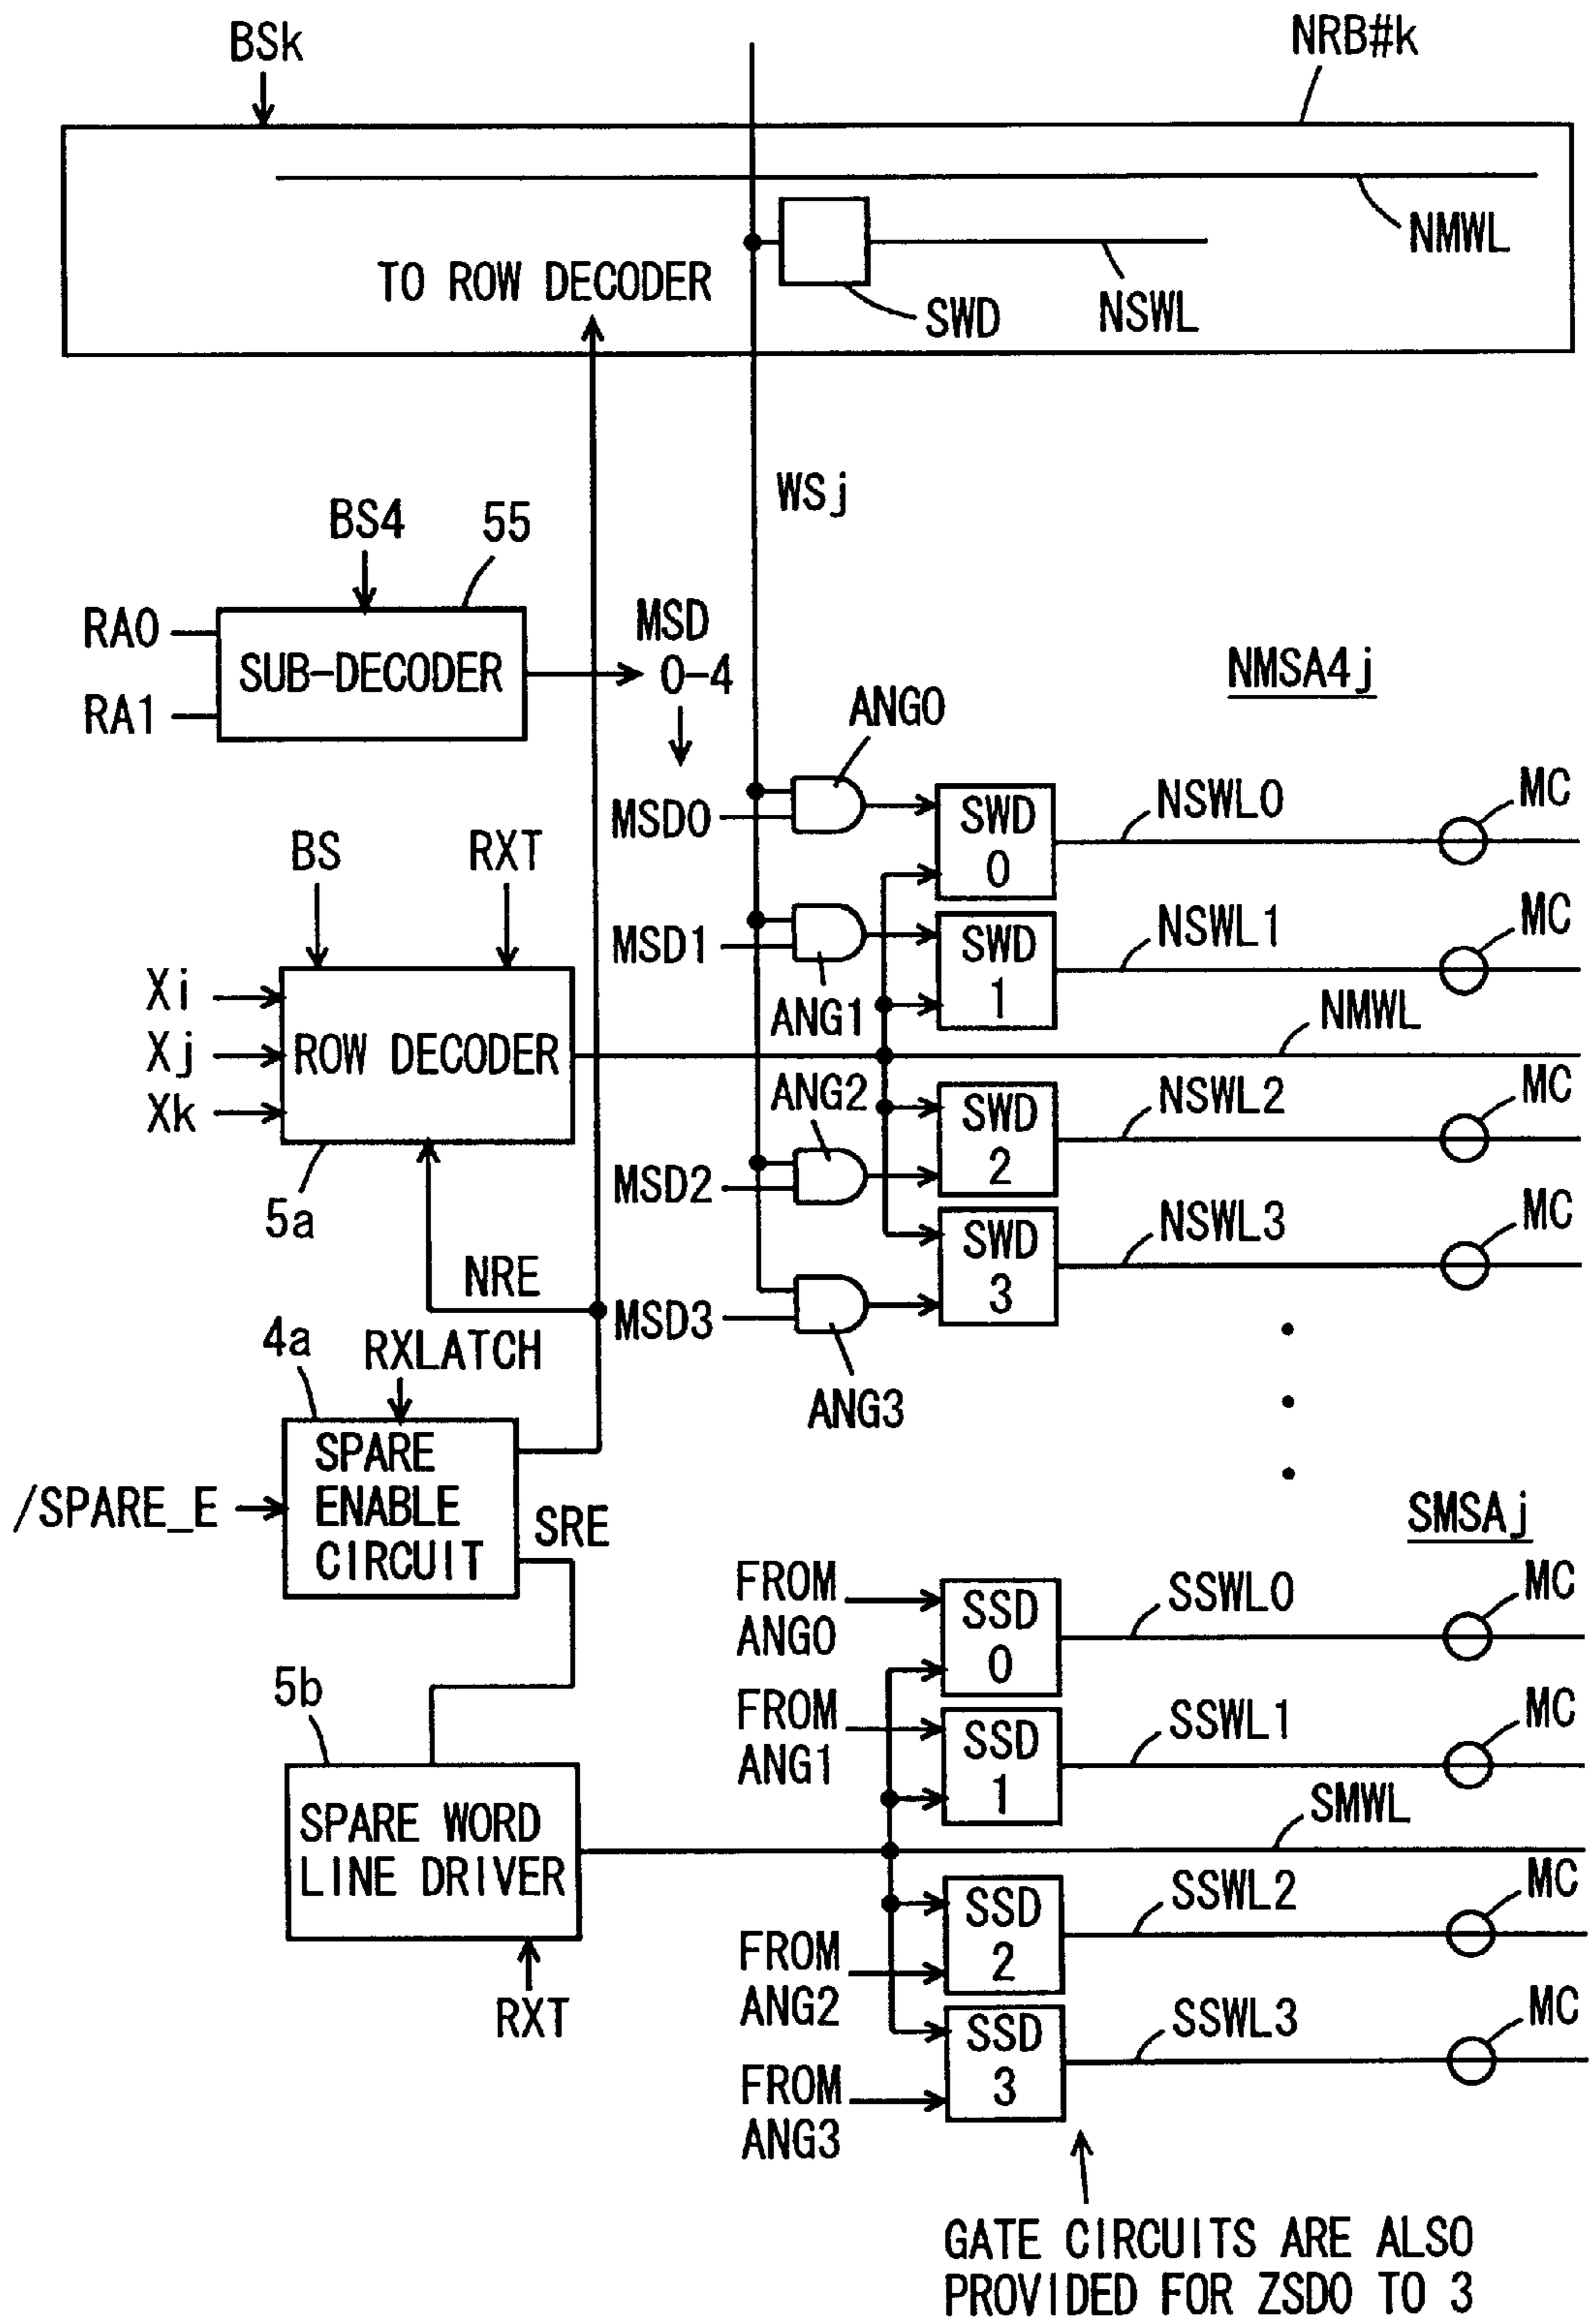 BSk
NRB#k
NMWL
TO ROW DECODER
SWD
NSWL
WSj
BS4
55
RA0
RA1
SUB-DECODER
MSD
0-4
NMSA4j
ANG0
MSD0
SWD
0
NSWL0
MC
BS
RXT
MSD1
ANG1
SWD
1
NSWL1
MC
Xi
Xj
Xk
ROW DECODER
5a
NMWL
ANG2
MSD2
SWD
2
NSWL2
MC
NRE
MSD3
ANG3
SWD
3
NSWL3
MC
4a
RXLATCH
/SPARE_E
SPARE
ENABLE
CIRCUIT
SRE
SMSAj
FROM
ANG0
SSD
0
SSWL0
MC
5b
FROM
ANG1
SSD
1
SSWL1
MC
SPARE WORD
LINE DRIVER
SMWL
RXT
FROM
ANG2
SSD
2
SSWL2
MC
FROM
ANG3
SSD
3
SSWL3
MC
GATE CIRCUITS ARE ALSO
PROVIDED FOR ZSD0 TO 3